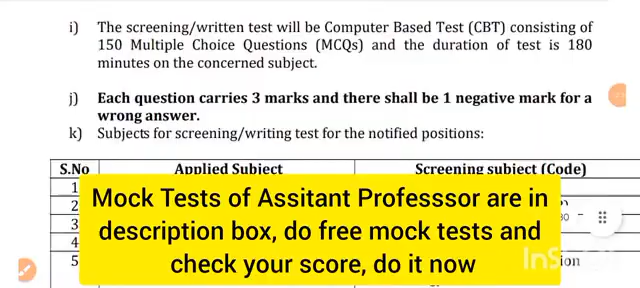 i) The screening/written test will be Computer Based Test (CBT) consisting of
150 Multiple Choice Questions (MCQs) and the duration of test is 180
minutes on the concerned subject.
j) Each question carries 3 marks and there shall be 1 negative mark for a
wrong answer.
k) Subjects for screening/writing test for the notified positions:
S.No Applied Subject Screening subject (Code)
1
2
3
4
5
Mock Tests of Assitant Professsor are in
description box, do free mock tests and
check your score, do it now